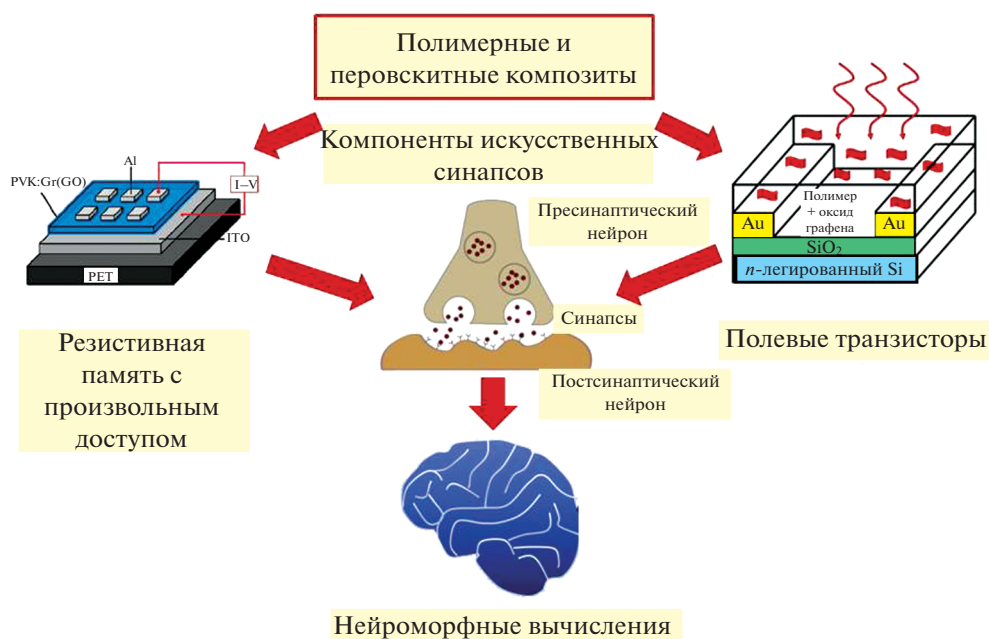 Полимерные и
перовскитные композиты
Компоненты искусственных
синапсов
Al
PVK:Gr(GO)
I–V
ITO
PET
Резистивная
память с
произвольным
доступом
Пресинаптический
нейрон
Синапсы
Постсинаптический
нейрон
Полимер
+ оксид
графена
Au
Au
SiO₂
n-легированный Si
Полевые транзисторы
Нейроморфные вычисления